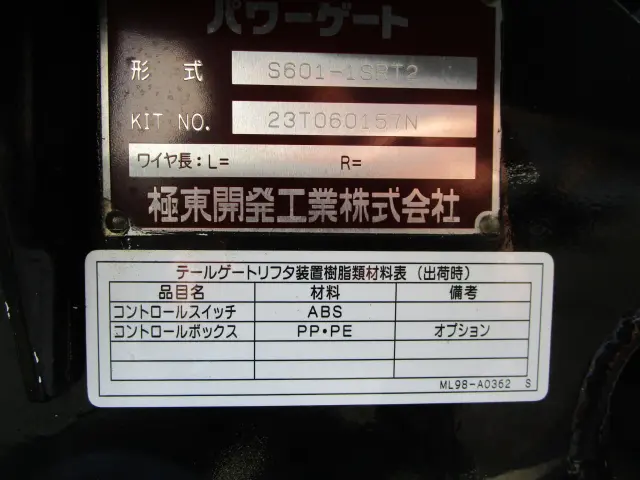 パワーゲート
形式 S601-1SRT2
KIT NO. 23T060157N
ワイヤ長:L= R=
極東開発工業株式会社
テールゲートリフタ装置樹脂類材料表（出荷時）
品目名 材料 備考
コントロールスイッチ ABS
コントロールボックス PP・PE オプション
ML98-A0362 S